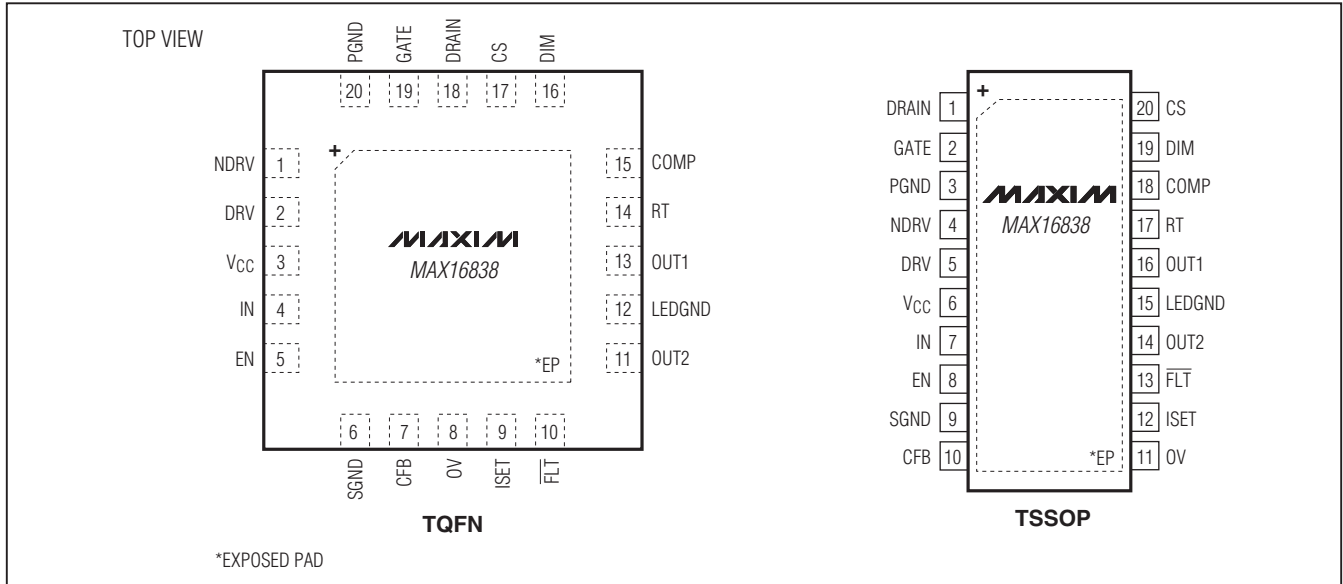 TOP VIEW
PGND GATE DRAIN CS DIM
20 19 18 17 16
NDRV 1
DRV 2
VCC 3
IN 4
EN 5
+
MAXIM
MAX16838
*EP
15 COMP
14 RT
13 OUT1
12 LEDGND
11 OUT2
6 7 8 9 10
SGND CFB OV ISET FLT
TQFN
*EXPOSED PAD
DRAIN 1
GATE 2
PGND 3
NDRV 4
DRV 5
VCC 6
IN 7
EN 8
SGND 9
CFB 10
+
MAXIM
MAX16838
*EP
20 CS
19 DIM
18 COMP
17 RT
16 OUT1
15 LEDGND
14 OUT2
13 FLT
12 ISET
11 OV
TSSOP